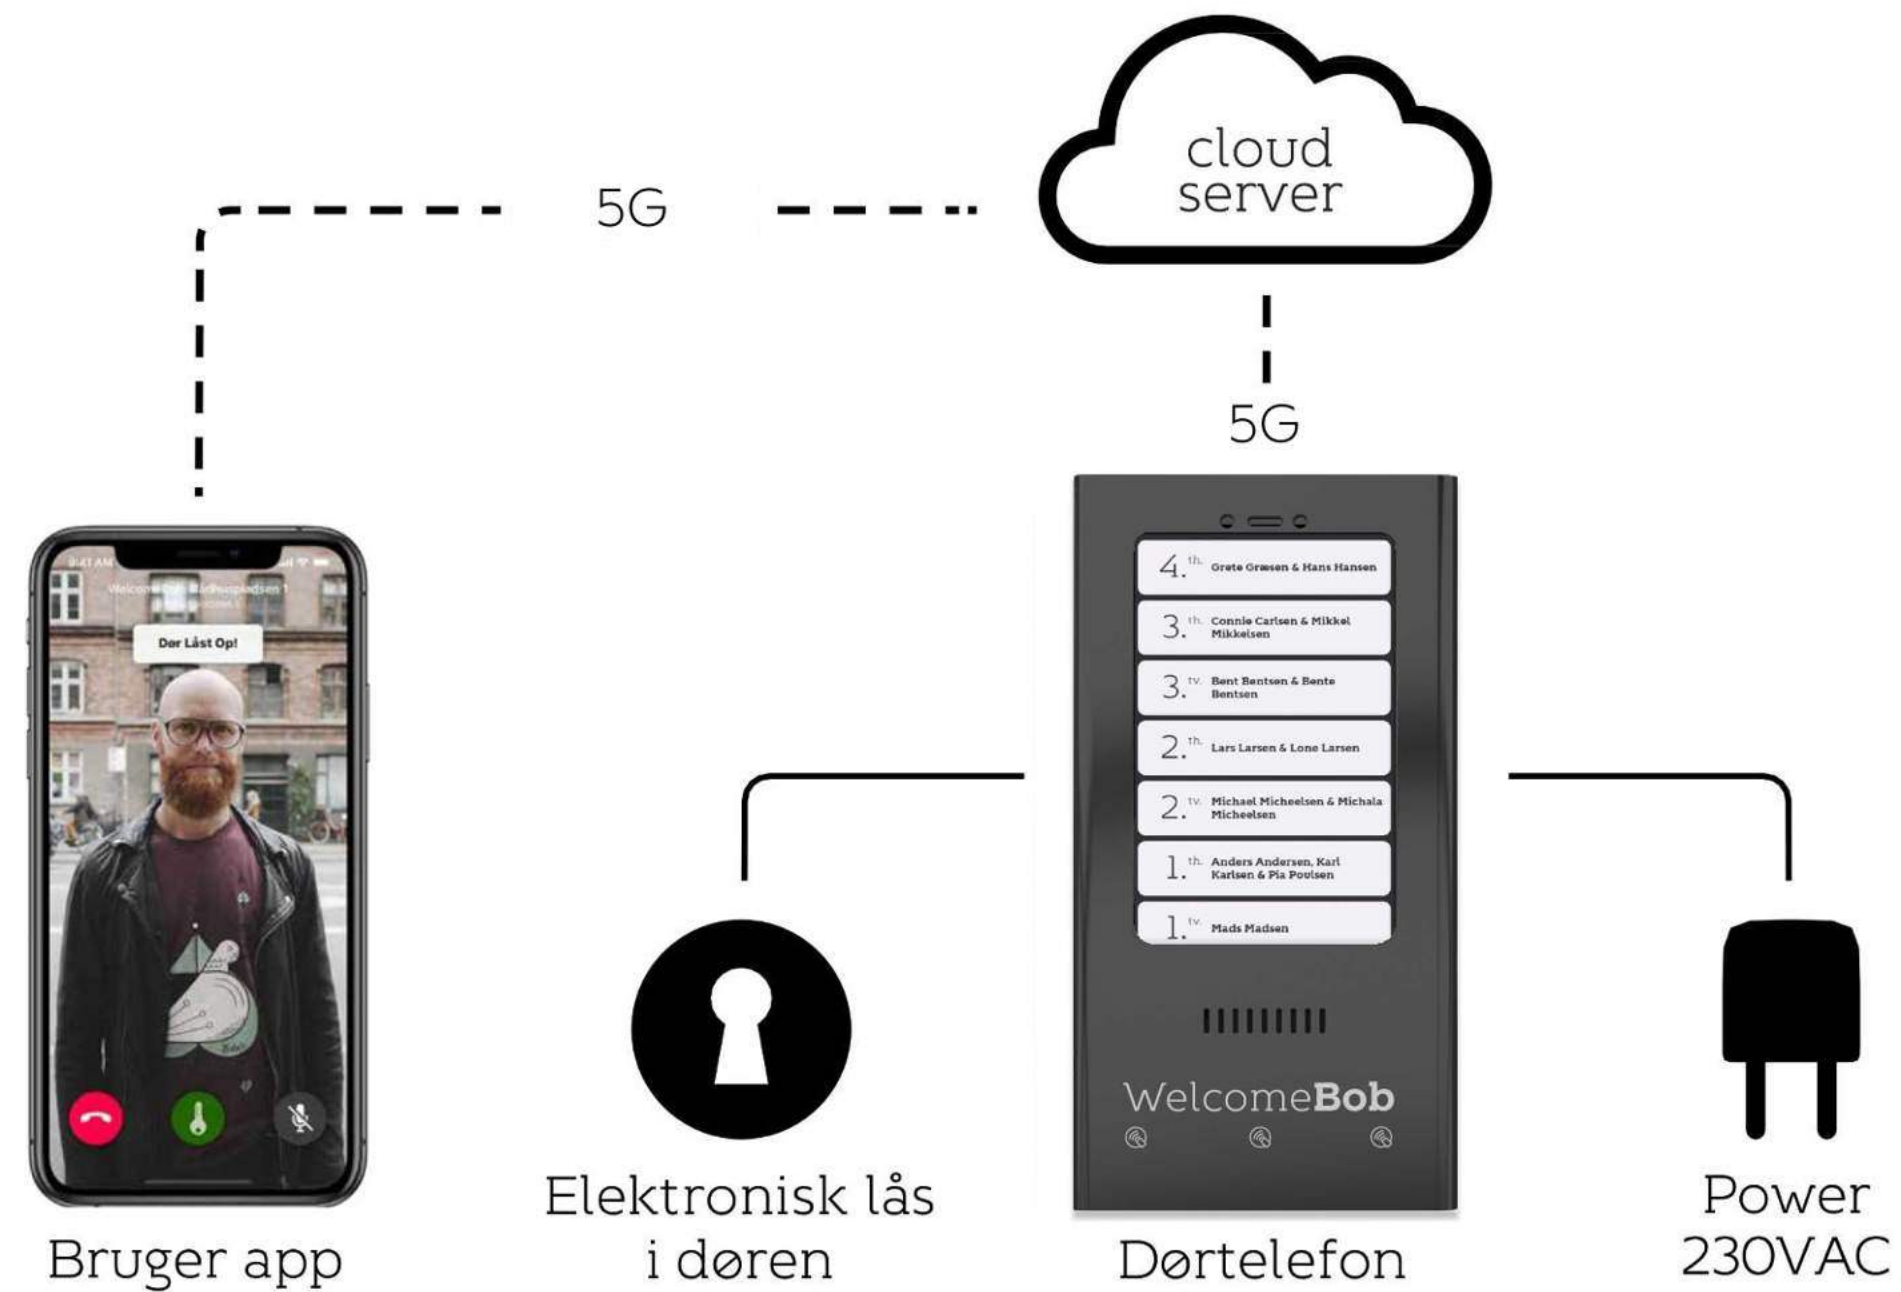 cloud
server
5G
5G
9:41 AM
Dør Låst Op!
4. th. Grete Græsen & Hans Hansen
3. th. Connie Carlsen & Mikkel
Mikkelsen
3. tv. Bent Bentsen & Bente
Bentsen
2. th. Lars Larsen & Lone Larsen
2. tv. Michael Micheelsen & Michala
Micheelsen
1. th. Anders Andersen, Karl
Karlsen & Pia Poulsen
1. tv. Mads Madsen
WelcomeBob
Bruger app
Elektronisk lås
i døren
Dørtelefon
Power
230VAC